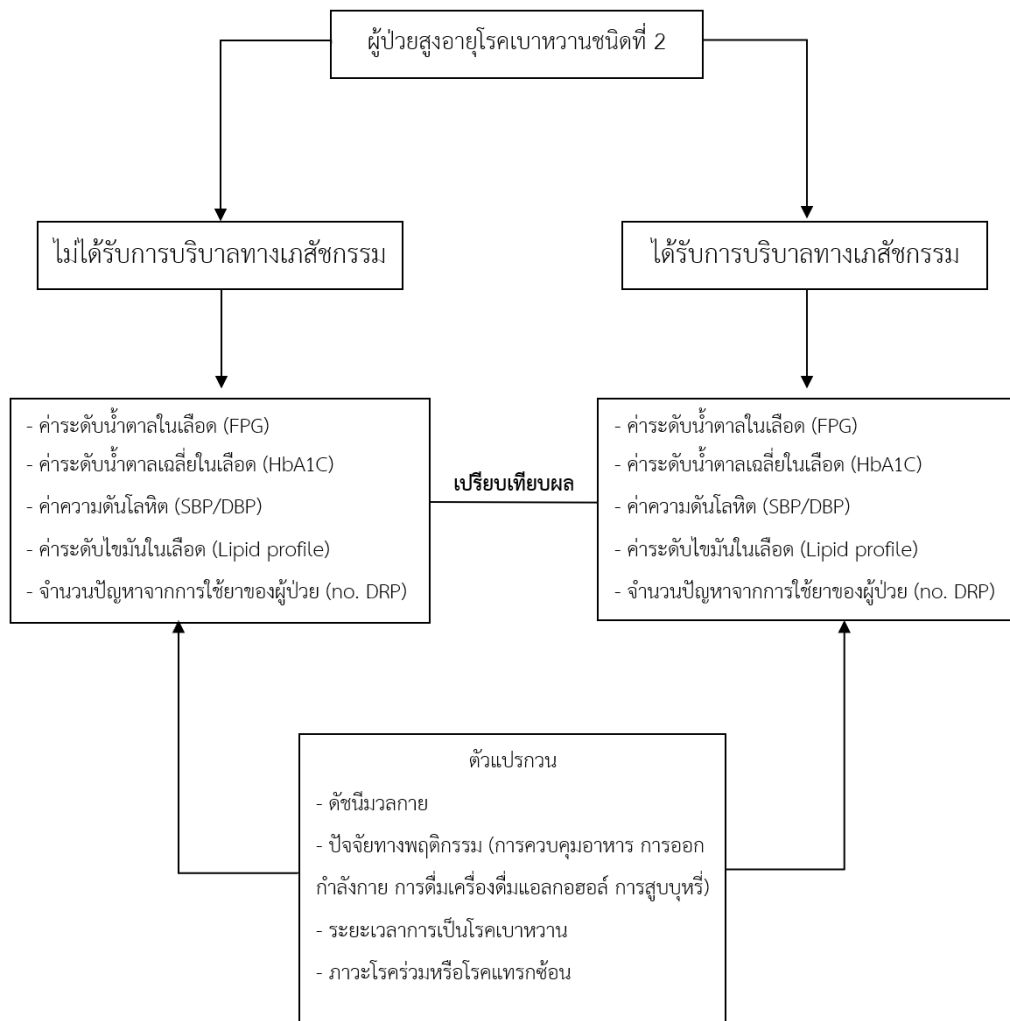 ผู้ป่วยสูงอายุโรคเบาหวานชนิดที่ 2
ไม่ได้รับการบริบาลทางเภสัชกรรม
ได้รับการบริบาลทางเภสัชกรรม
- ค่าระดับน้ำตาลในเลือด (FPG)
- ค่าระดับน้ำตาลเฉลี่ยในเลือด (HbA1C)
- ค่าความดันโลหิต (SBP/DBP)
- ค่าระดับไขมันในเลือด (Lipid profile)
- จำนวนปัญหาจากการใช้ยาของผู้ป่วย (no. DRP)
เปรียบเทียบผล
- ค่าระดับน้ำตาลในเลือด (FPG)
- ค่าระดับน้ำตาลเฉลี่ยในเลือด (HbA1C)
- ค่าความดันโลหิต (SBP/DBP)
- ค่าระดับไขมันในเลือด (Lipid profile)
- จำนวนปัญหาจากการใช้ยาของผู้ป่วย (no. DRP)
ตัวแปรกวน
- ดัชนีมวลกาย
- ปัจจัยทางพฤติกรรม (การควบคุมอาหาร การออก
กำลังกาย การดื่มเครื่องดื่มแอลกอฮอล์ การสูบบุหรี่)
- ระยะเวลาการเป็นโรคเบาหวาน
- ภาวะโรคร่วมหรือโรคแทรกซ้อน